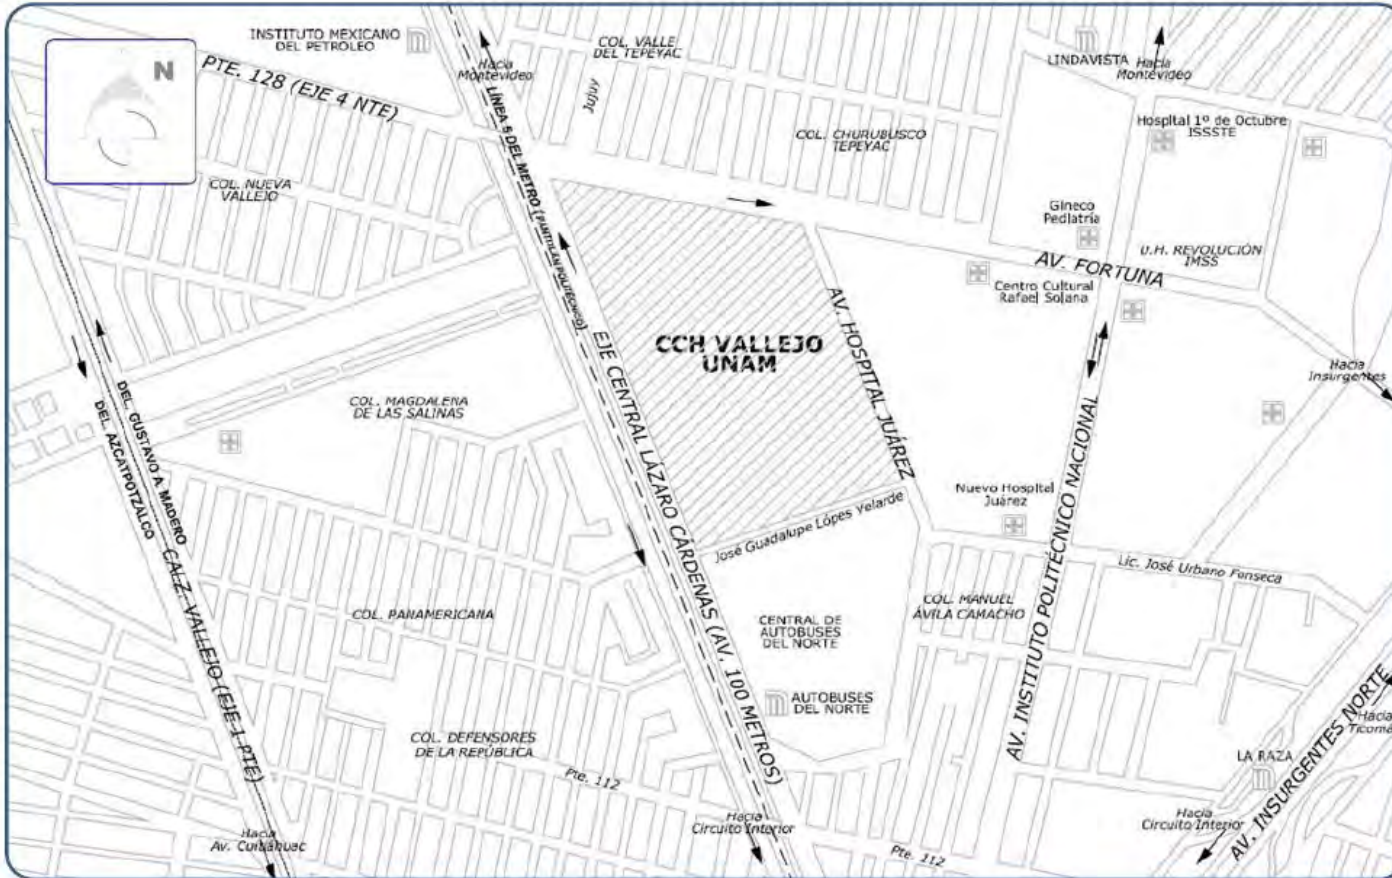 INSTITUTO MEXICANO
DEL PETROLEO
N
PTE. 128 (EJE 4 NTE)
Hacia
Montevideo
COL. VALLE
DEL TEPEYAC
Jujuy
LINDAVISTA
Hacia
Montevideo
Hospital 1º de Octubre
ISSSTE
COL. CHURUBUSCO
TEPEYAC
COL. NUEVA
VALLEJO
LÍNEA 5 DEL METRO (PANTITLAN POLITÉCNICO)
Gineco
Pediatría
U.H. REVOLUCIÓN
IMSS
AV. FORTUNA
Centro Cultural
Rafael Solana
CCH VALLEJO
UNAM
AV. HOSPITAL JUÁREZ
EJE CENTRAL LÁZARO CÁRDENAS (AV. 100 METROS)
Hacia
Insurgentes
COL. MAGDALENA
DE LAS SALINAS
DEL. GUSTAVO A MADERO
DEL. AZCATPOTZALCO
CALZ. VALLEJO (EJE 1 PTE)
Nuevo Hospital
Juárez
José Guadalupe Lópes Velarde
AV. INSTITUTO POLITÉCNICO NACIONAL
Lic. José Urbano Fonseca
COL. PANAMERICANA
COL. MANUEL
ÁVILA CAMACHO
CENTRAL DE
AUTOBUSES
DEL NORTE
AUTOBUSES
DEL NORTE
COL. DEFENSORES
DE LA REPÚBLICA
Pte. 112
LA RAZA
AV. INSURGENTES NORTE
Hacia
Hacia
Av. Cuitlahuac
Hacia
Circuito Interior
Hacia
Circuito Interior
Pte. 112